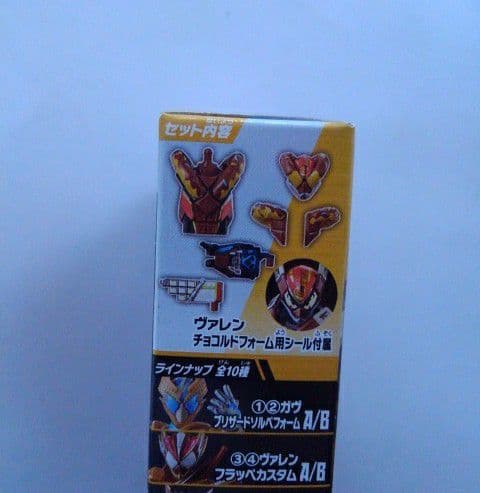 セット内容
ヴァレン
チョコルドフォーム用シール付属
ラインナップ 全10種
①②ガヴ
ブリザードソルベフォーム A/B
③④ヴァレン
フラッペカスタム A/B